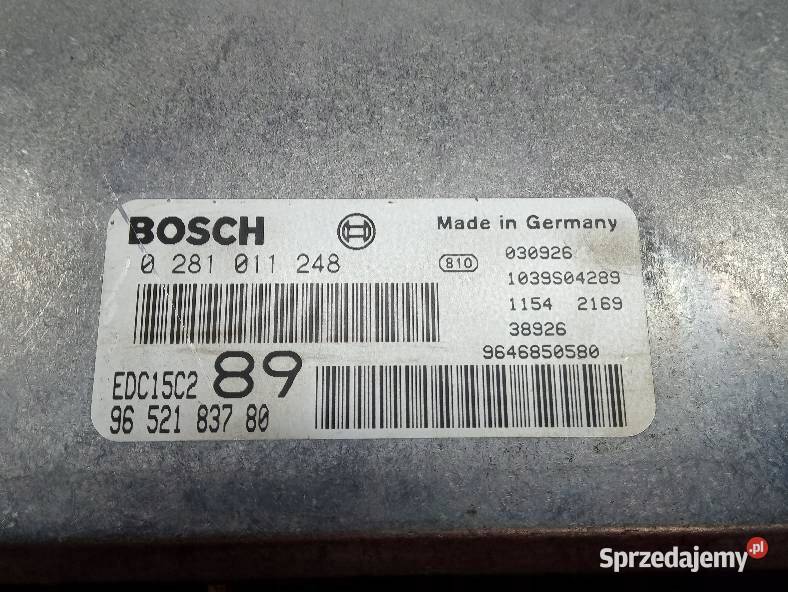 BOSCH
Made in Germany
0 281 011 248
810
030926
1039S04289
1154 2169
38926
9646850580
EDC15C2
89
96 521 837 80
Sprzedajemy.pl